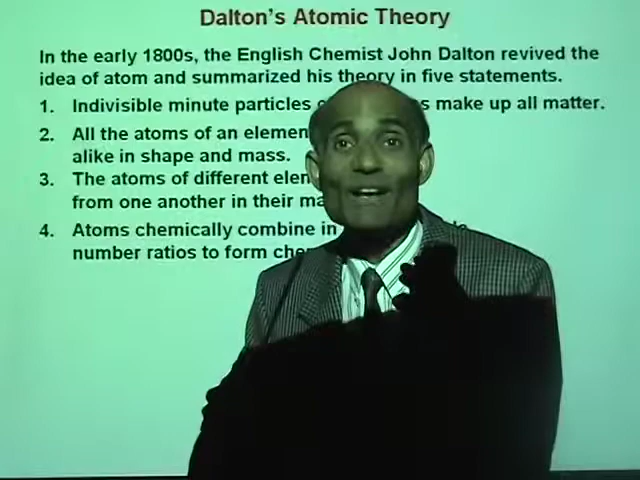 Dalton's Atomic Theory
In the early 1800s, the English Chemist John Dalton revived the
idea of atom and summarized his theory in five statements.
1. Indivisible minute particles make up all matter.
2. All the atoms of an elemen
alike in shape and mass.
3. The atoms of different elem
from one another in their ma
4. Atoms chemically combine in
number ratios to form che